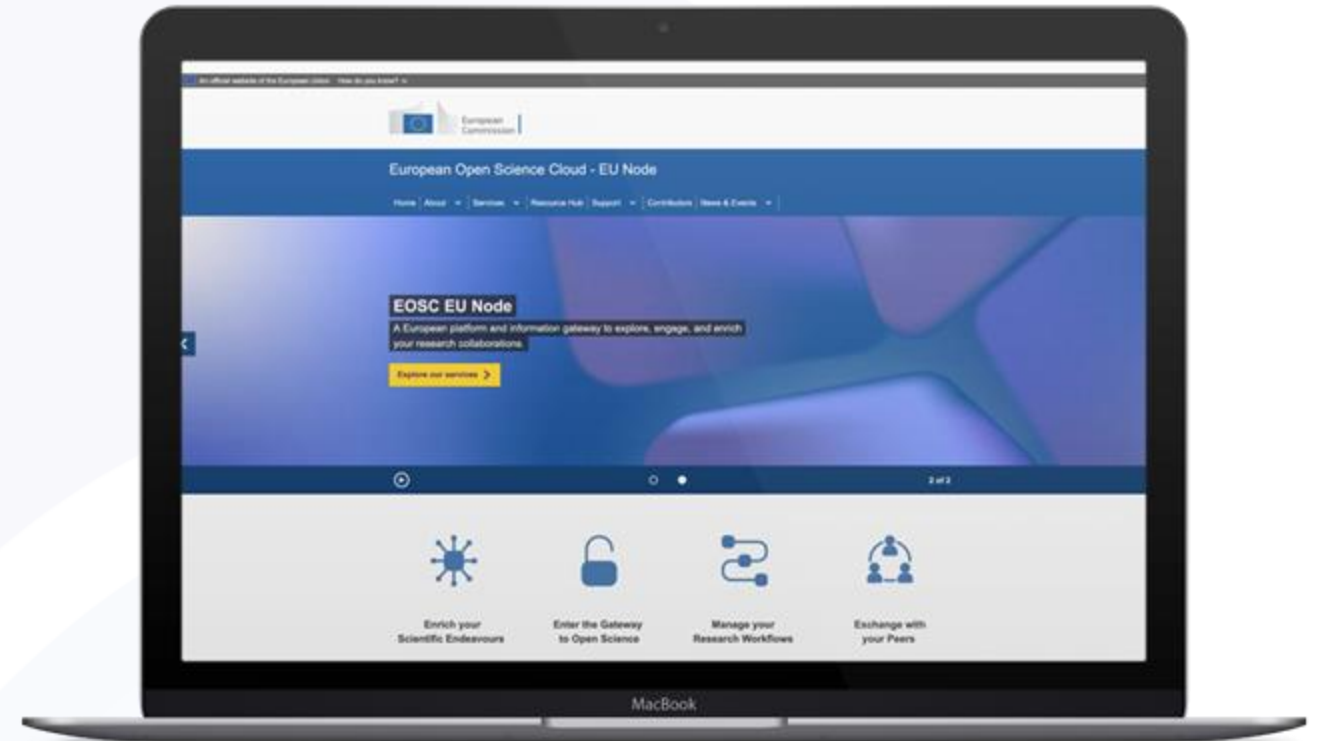 An official website of the European Union How do you know?
European
Commission
European Open Science Cloud - EU Node
Home About Services Resource Hub Support Contributors News & Events
EOSC EU Node
A European platform and information gateway to explore, engage, and enrich
your research collaborations.
Explore our services
2 of 2
Enrich your
Scientific Endeavours
Enter the Gateway
to Open Science
Manage your
Research Workflows
Exchange with
your Peers
MacBook